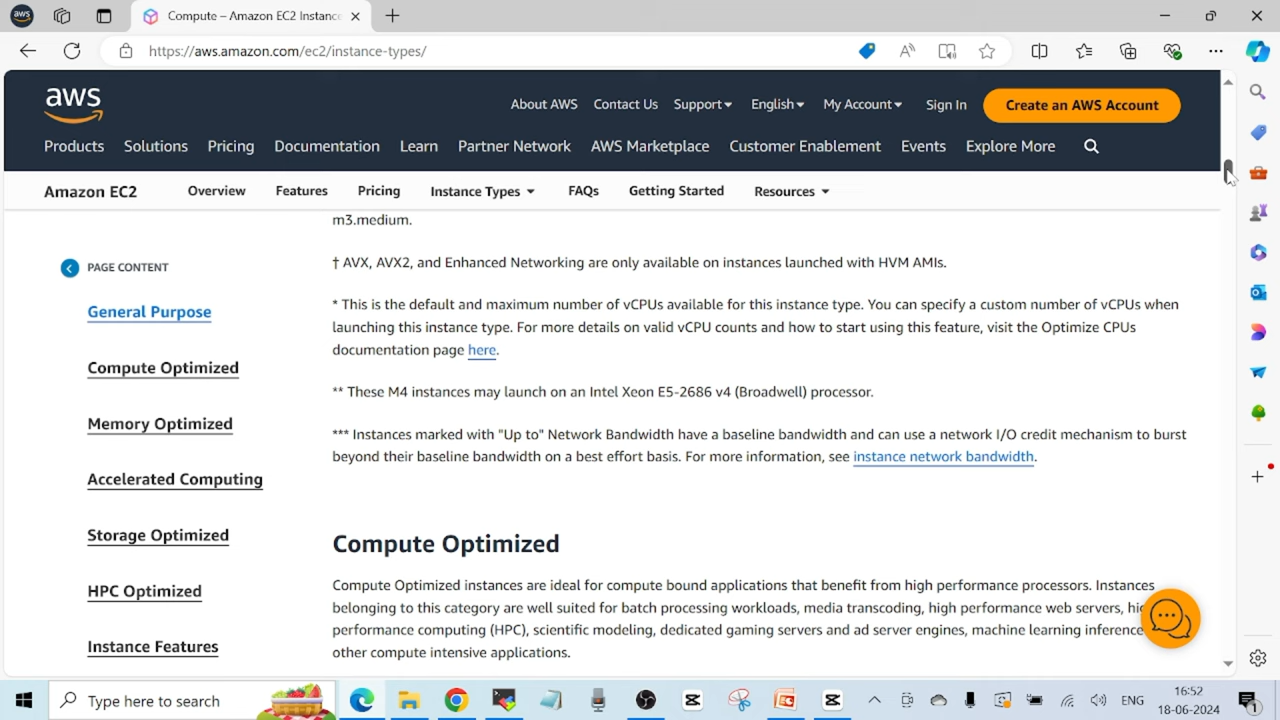 aws
Compute – Amazon EC2 Instance
https://aws.amazon.com/ec2/instance-types/
aws
About AWS Contact Us Support English My Account Sign In Create an AWS Account
Products Solutions Pricing Documentation Learn Partner Network AWS Marketplace Customer Enablement Events Explore More
Amazon EC2 Overview Features Pricing Instance Types FAQs Getting Started Resources
PAGE CONTENT
General Purpose
Compute Optimized
Memory Optimized
Accelerated Computing
Storage Optimized
HPC Optimized
Instance Features
m3.medium.
† AVX, AVX2, and Enhanced Networking are only available on instances launched with HVM AMIs.
* This is the default and maximum number of vCPUs available for this instance type. You can specify a custom number of vCPUs when
launching this instance type. For more details on valid vCPU counts and how to start using this feature, visit the Optimize CPUs
documentation page here.
** These M4 instances may launch on an Intel Xeon E5-2686 v4 (Broadwell) processor.
*** Instances marked with "Up to" Network Bandwidth have a baseline bandwidth and can use a network I/O credit mechanism to burst
beyond their baseline bandwidth on a best effort basis. For more information, see instance network bandwidth.
Compute Optimized
Compute Optimized instances are ideal for compute bound applications that benefit from high performance processors. Instances
belonging to this category are well suited for batch processing workloads, media transcoding, high performance web servers,
performance computing (HPC), scientific modeling, dedicated gaming servers and ad server engines, machine learning inference
other compute intensive applications.
Type here to search
ENG
16:52
18-06-2024
1